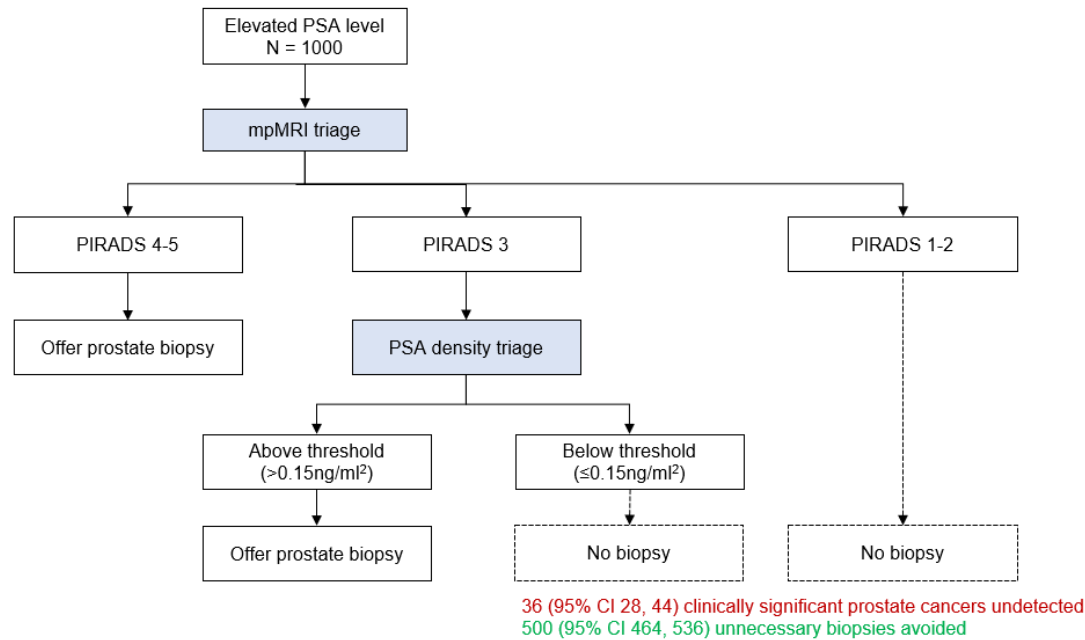 Elevated PSA level
N = 1000
mpMRI triage
PIRADS 4-5
PIRADS 3
PIRADS 1-2
Offer prostate biopsy
PSA density triage
Above threshold
(>0.15ng/ml²)
Below threshold
(≤0.15ng/ml²)
Offer prostate biopsy
No biopsy
No biopsy
36 (95% CI 28, 44) clinically significant prostate cancers undetected
500 (95% CI 464, 536) unnecessary biopsies avoided